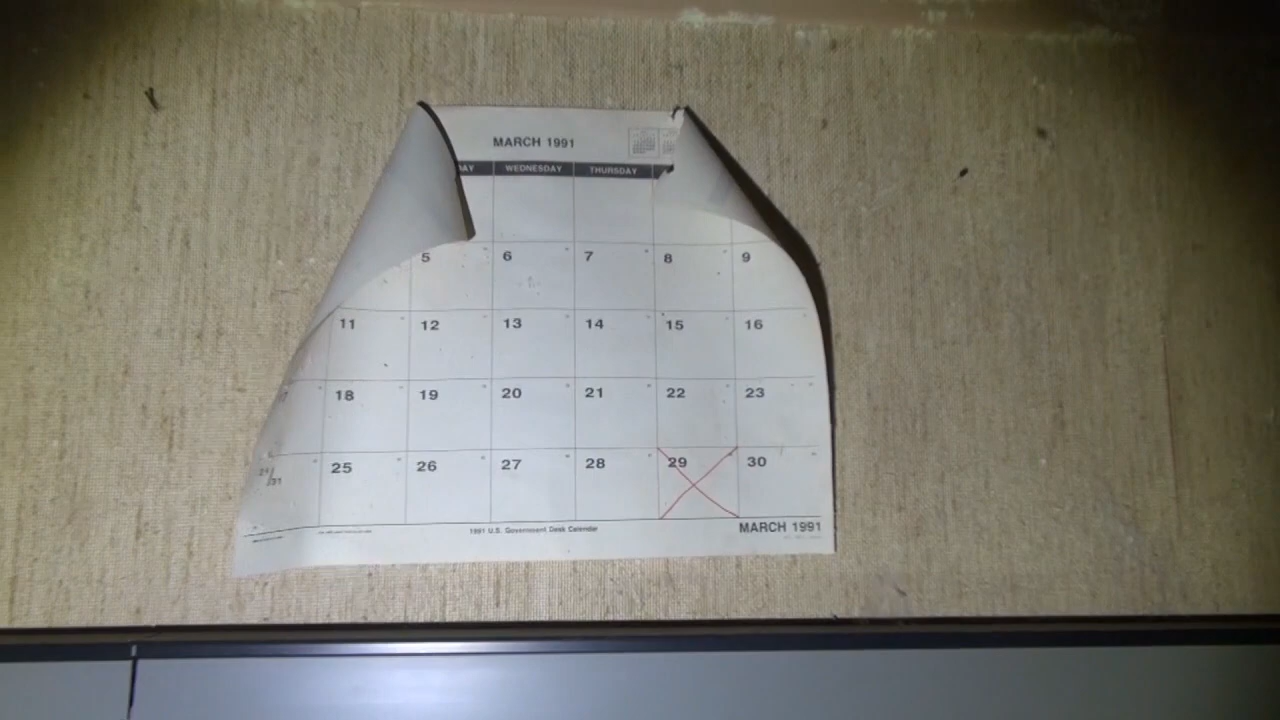 MARCH 1991
AY WEDNESDAY THURSDAY
5 6 7 8 9
11 12 13 14 15 16
18 19 20 21 22 23
25 26 27 28 29 30
1991 U.S. Government Desk Calendar
MARCH 1991